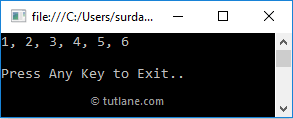 file:///C:/Users/surda...
1, 2, 3, 4, 5, 6
Press Any Key to Exit..
© tutlane.com